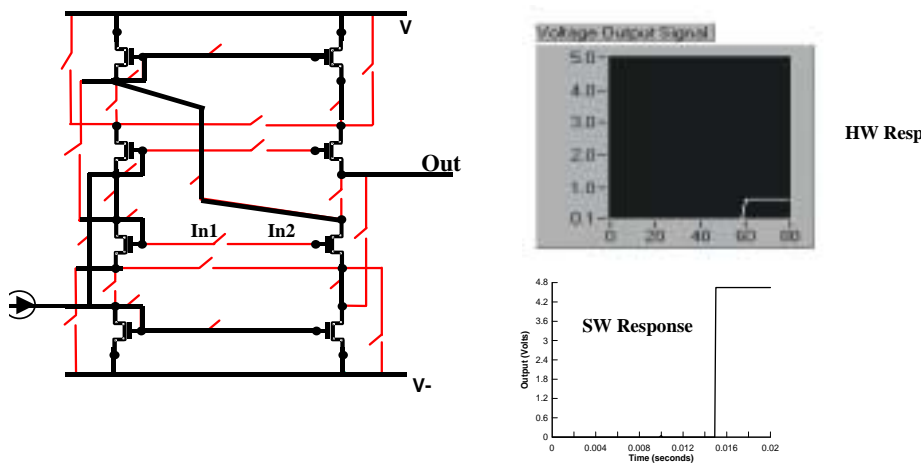 V
In1
In2
Out
V-
Voltage Output Signal
5.0
4.0
3.0
2.0
1.0
0.1
0 20 40 60 80
HW Resp
SW Response
Output (Volts)
4.8
4.2
3.6
3
2.4
1.8
1.2
0.6
0
0 0.004 0.008 0.012 0.016 0.02
Time (seconds)